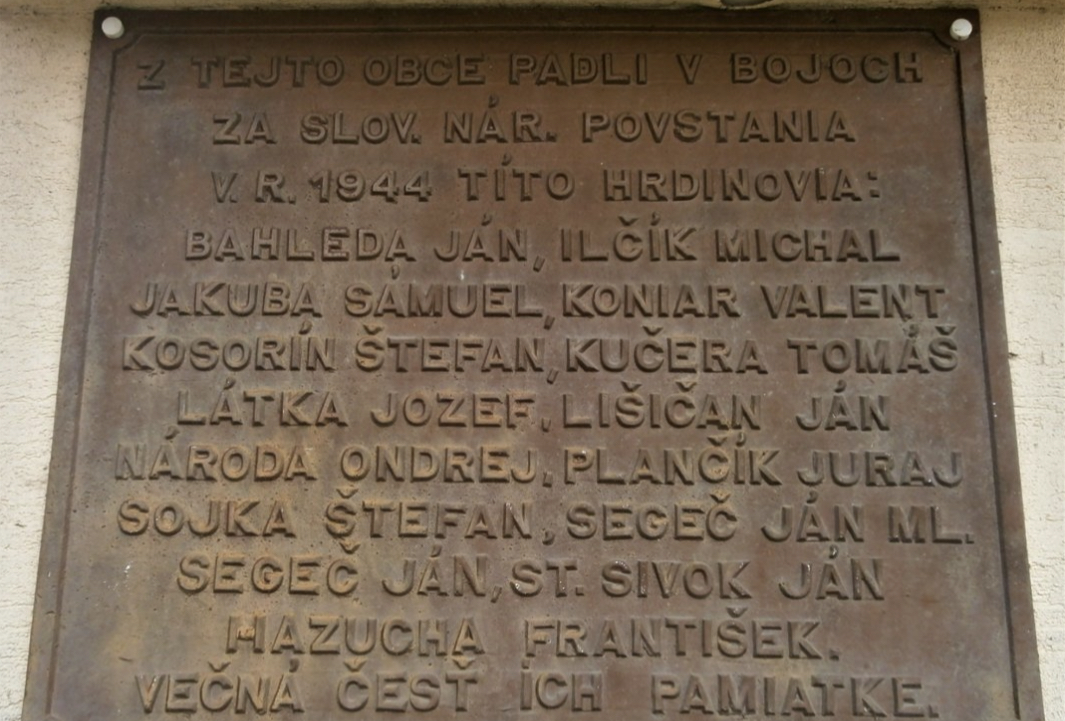 Z TEJTO OBCE PADLI V BOJOCH
ZA SLOV. NÁR. POVSTANIA
V. R. 1944 TÍTO HRDINOVIA:
BAHLEDA JÁN, ILČÍK MICHAL
JAKUBA SÁMUEL, KONIAR VALENT
KOSORÍN ŠTEFAN, KUČERA TOMÁŠ
LÁTKA JOZEF, LIŠIČAN JÁN
NÁRODA ONDREJ, PLANČÍK JURAJ
SOJKA ŠTEFAN, SEGEČ JÁN ML.
SEGEČ JÁN, ST. SIVOK JÁN
MAZUCHA FRANTIŠEK.
VEČNÁ ČESŤ ÍCH PAMIATKE.